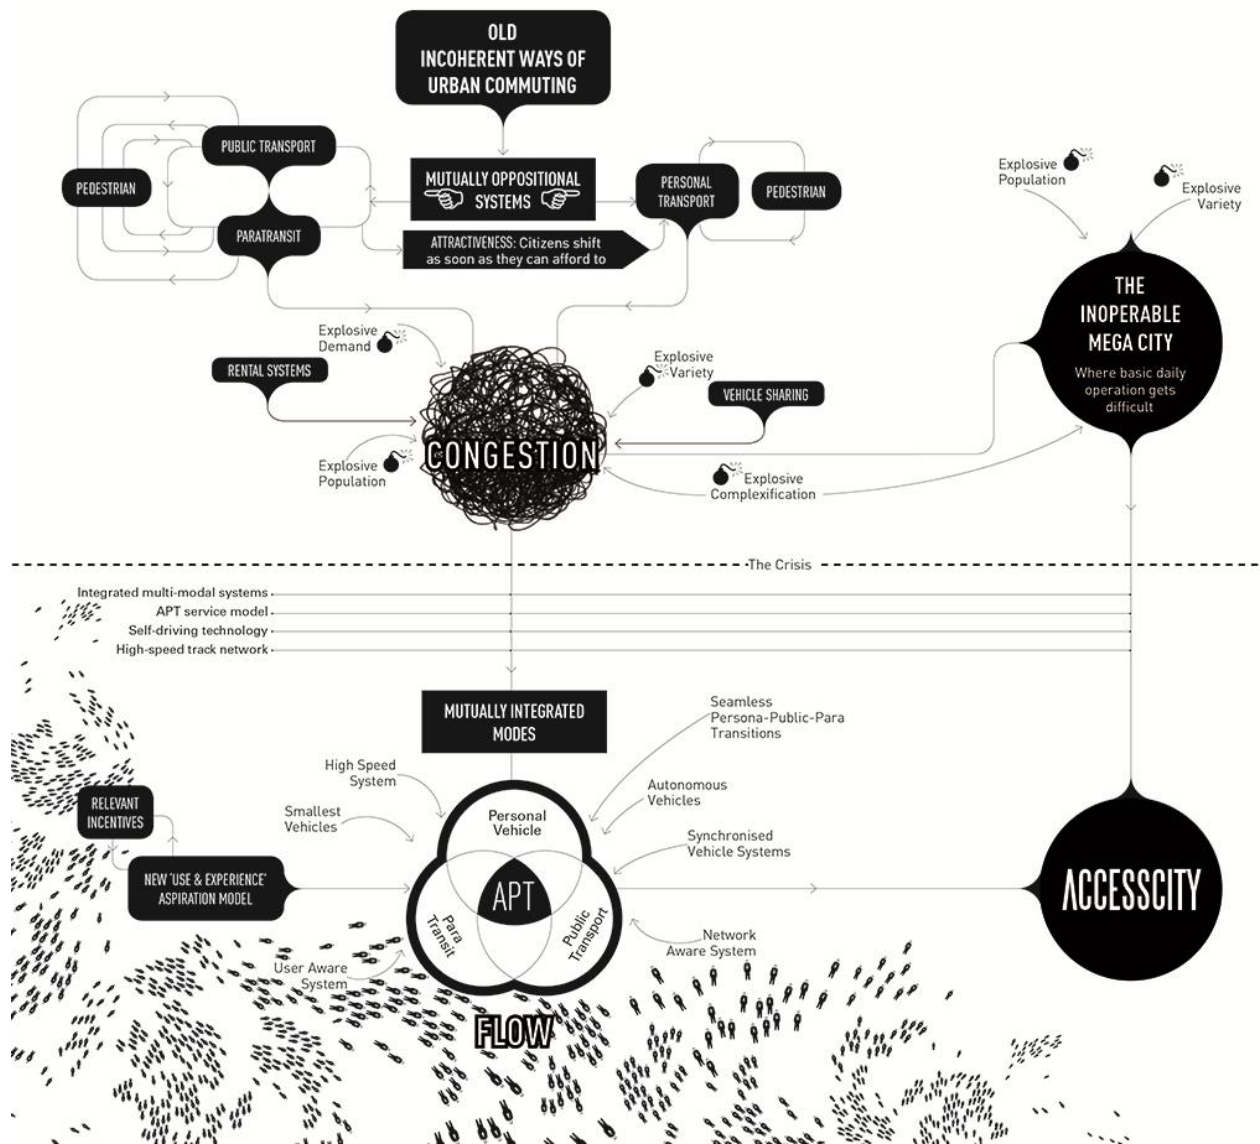 OLD
INCOHERENT WAYS OF
URBAN COMMUTING
PUBLIC TRANSPORT
PEDESTRIAN
PARATRANSIT
MUTUALLY OPPOSITIONAL
SYSTEMS
PERSONAL
TRANSPORT
PEDESTRIAN
ATTRACTIVENESS: Citizens shift
as soon as they can afford to
Explosive
Population
Explosive
Variety
THE
INOPERABLE
MEGA CITY
Where basic daily
operation gets
difficult
Explosive
Demand
RENTAL SYSTEMS
Explosive
Variety
VEHICLE SHARING
CONGESTION
Explosive
Population
Explosive
Complexification
The Crisis
Integrated multi-modal systems
APT service model
Self-driving technology
High-speed track network
MUTUALLY INTEGRATED
MODES
Seamless
Persona-Public-Para
Transitions
High Speed
System
Autonomous
Vehicles
Smallest
Vehicles
Synchronised
Vehicle Systems
RELEVANT
INCENTIVES
NEW 'USE & EXPERIENCE'
ASPIRATION MODEL
Personal
Vehicle
APT
Para
Transit
Public
Transport
ACCESSCITY
Network
Aware System
User Aware
System
FLOW